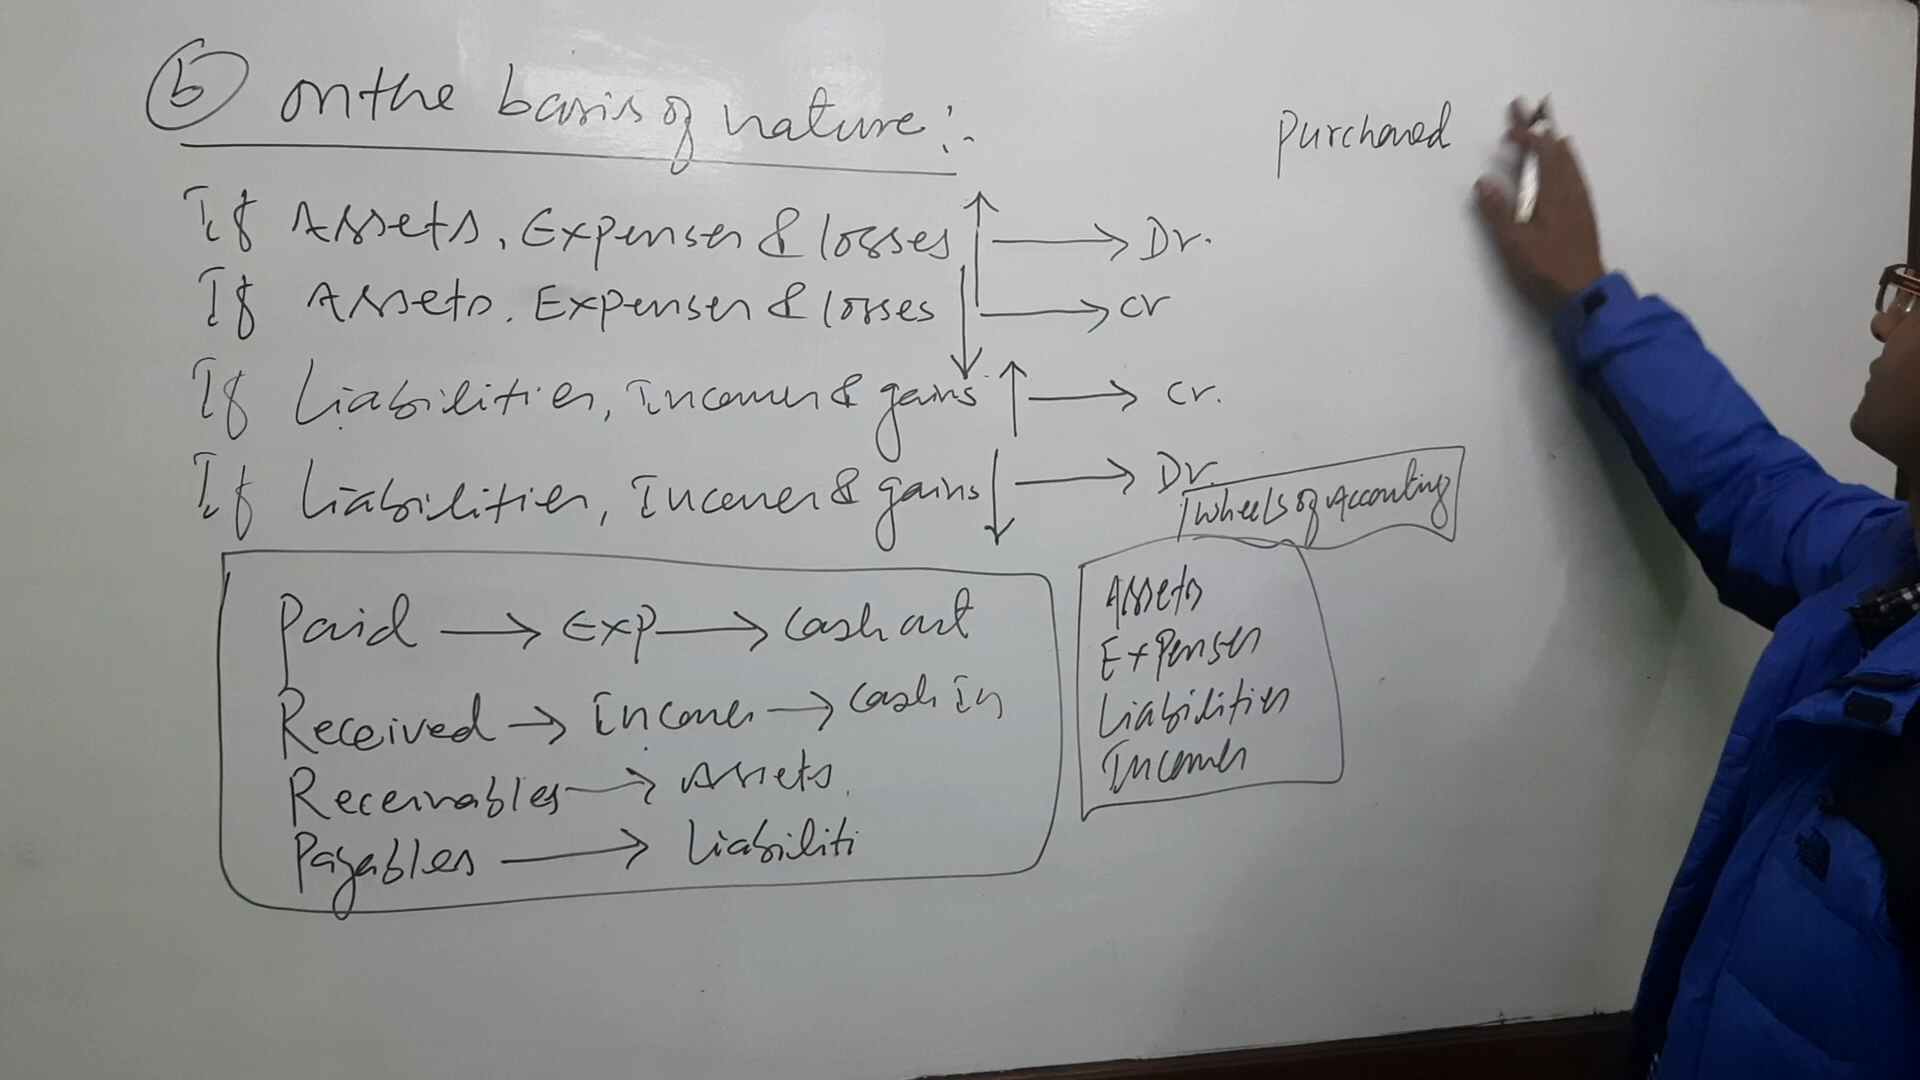 b on the basis of nature :-
If Assets, Expenses & losses ↑ → Dr.
If Assets, Expenses & losses ↓ → cr
If Liabilities, Incomes & gains ↑ → cr.
If Liabilities, Incomes & gains ↓ → Dr.
Paid → Exp → Cash out
Received → Incomes → Cash In
Receivables → Assets.
Payables → Liabiliti
Wheels of Accounting
Assets
Expenses
Liabilities
Incomes
Purchased